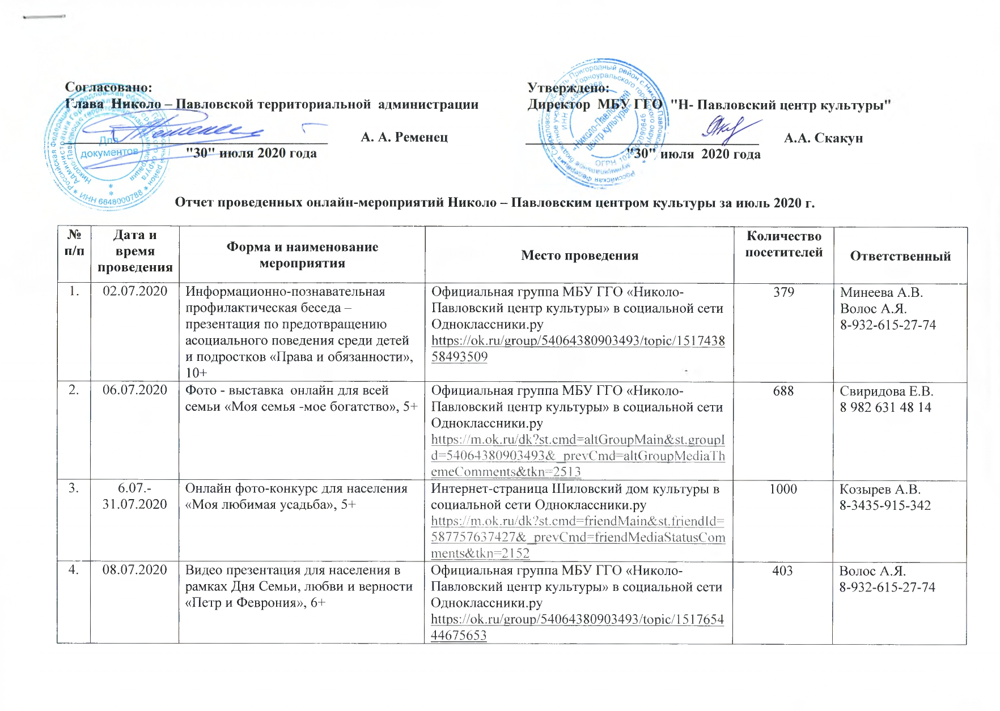 Согласовано:
Глава Николо – Павловской территориальной администрации
А. А. Ременец
"30" июля 2020 года
Для
документов
ИНН 6648000788
Утверждено:
Директор МБУ ГГО "Н- Павловский центр культуры"
А.А. Скакун
"30" июля 2020 года
«Николо-Павловский
центр культуры»
Отчет проведенных онлайн-мероприятий Николо – Павловским центром культуры за июль 2020 г.
№
п/п
Дата и
время
проведения
Форма и наименование
мероприятия
Место проведения
Количество
посетителей
Ответственный
1.
02.07.2020
Информационно-познавательная
профилактическая беседа –
презентация по предотвращению
асоциального поведения среди детей
и подростков «Права и обязанности»,
10+
Официальная группа МБУ ГГО «Николо-
Павловский центр культуры» в социальной сети
Одноклассники.ру
https://ok.ru/group/54064380903493/topic/1517438
58493509
379
Минеева А.В.
Волос А.Я.
8-932-615-27-74
2.
06.07.2020
Фото - выставка онлайн для всей
семьи «Моя семья -мое богатство», 5+
Официальная группа МБУ ГГО «Николо-
Павловский центр культуры» в социальной сети
Одноклассники.ру
https://m.ok.ru/dk?st.cmd=altGroupMain&st.groupI
d=54064380903493&_prevCmd=altGroupMediaTh
emeComments&tkn=2513
688
Свиридова Е.В.
8 982 631 48 14
3.
6.07.-
31.07.2020
Онлайн фото-конкурс для населения
«Моя любимая усадьба», 5+
Интернет-страница Шиловский дом культуры в
социальной сети Одноклассники.ру
https://m.ok.ru/dk?st.cmd=friendMain&st.friendId=
587757637427&_prevCmd=friendMediaStatusCom
ments&tkn=2152
1000
Козырев А.В.
8-3435-915-342
4.
08.07.2020
Видео презентация для населения в
рамках Дня Семьи, любви и верности
«Петр и Феврония», 6+
Официальная группа МБУ ГГО «Николо-
Павловский центр культуры» в социальной сети
Одноклассники.ру
https://ok.ru/group/54064380903493/topic/1517654
44675653
403
Волос А.Я.
8-932-615-27-74